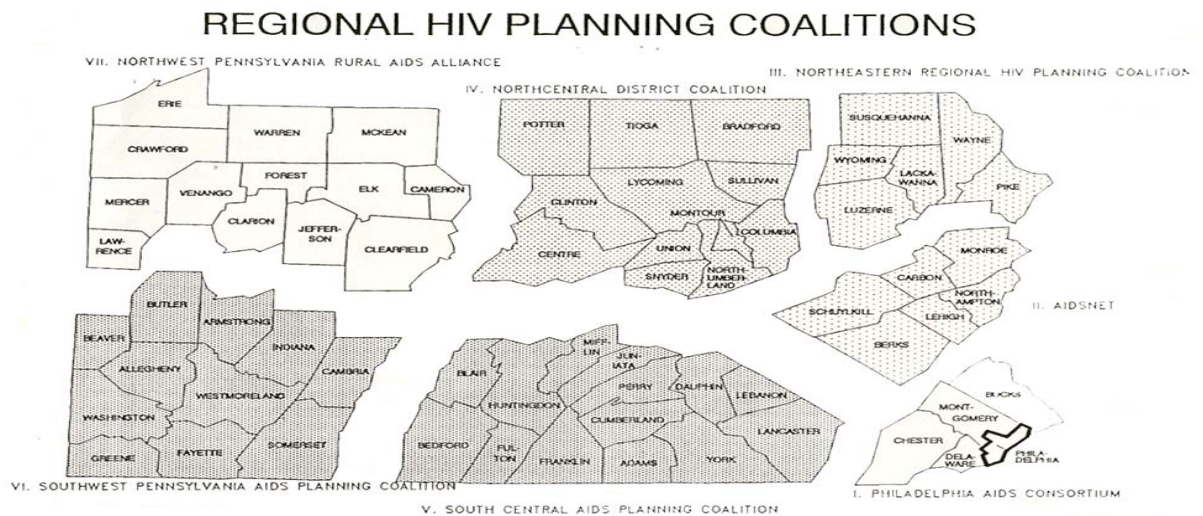 REGIONAL HIV PLANNING COALITIONS
VII. NORTHWEST PENNSYLVANIA RURAL AIDS ALLIANCE
ERIE
CRAWFORD
WARREN
MCKEAN
MERCER
VENANGO
FOREST
ELK
CAMERON
CLARION
JEFFER-
SON
CLEARFIELD
LAW-
RENCE
IV. NORTHCENTRAL DISTRICT COALITION
POTTER
TIOGA
BRADFORD
LYCOMING
SULLIVAN
CLINTON
MONTOUR
COLUMBIA
CENTRE
UNION
SNYDER
NORTH-
UMBER-
LAND
III. NORTHEASTERN REGIONAL HIV PLANNING COALITION
SUSQUEHANNA
WAYNE
WYOMING
LACKA-
WANNA
PIKE
LUZERNE
MONROE
CARBON
NORTH-
AMPTON
SCHUYLKILL
LEHIGH
BERKS
II. AIDSNET
BUTLER
ARMSTRONG
BEAVER
INDIANA
ALLEGHENY
CAMBRIA
WESTMORELAND
WASHINGTON
SOMERSET
GREENE
FAYETTE
VI. SOUTHWEST PENNSYLVANIA AIDS PLANNING COALITION
MIFF-
LIN
JUN-
IATA
BLAIR
PERRY
DAUPHIN
LEBANON
HUNTINGDON
CUMBERLAND
LANCASTER
BEDFORD
FUL-
TON
FRANKLIN
ADAMS
YORK
V. SOUTH CENTRAL AIDS PLANNING COALITION
BUCKS
MONT-
GOMERY
CHESTER
DELA-
WARE
PHILA-
DELPHIA
I. PHILADELPHIA AIDS CONSORTIUM